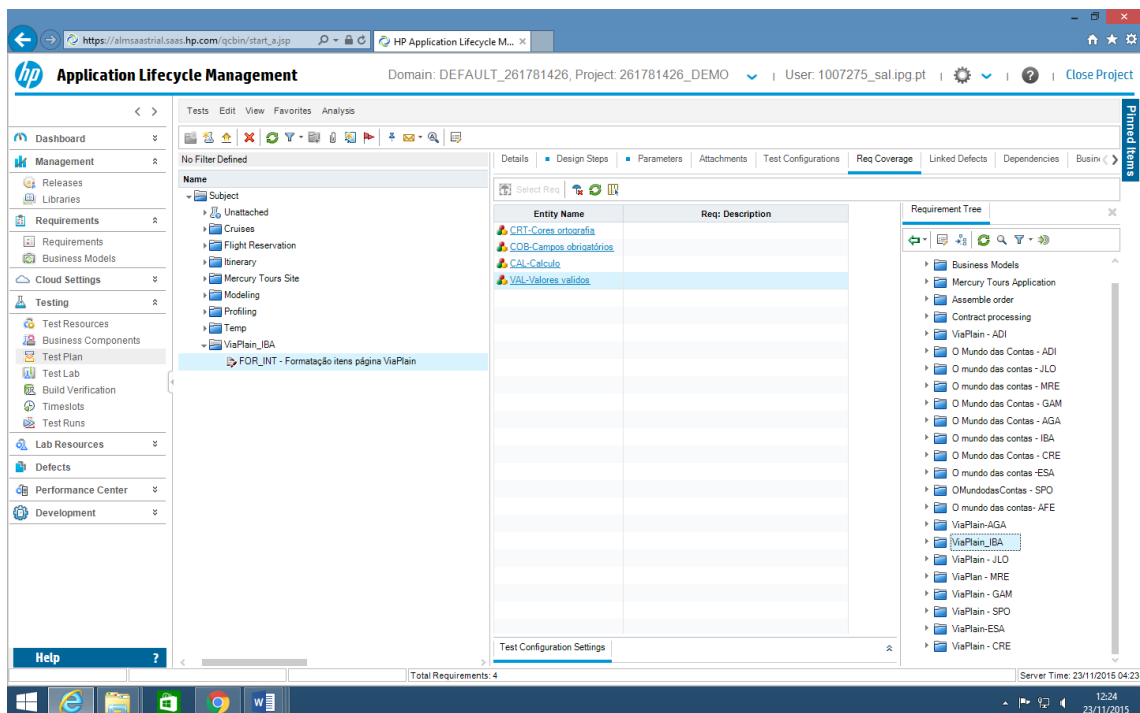 https://almsaastrial.saas.hp.com/qcbin/start_a.jsp
HP Application Lifecycle M...
hp
Application Lifecycle Management
Domain: DEFAULT_261781426, Project: 261781426_DEMO
User: 1007275_sal.ipg.pt
Close Project
Pinned Items
Dashboard
Management
Releases
Libraries
Requirements
Requirements
Business Models
Cloud Settings
Testing
Test Resources
Business Components
Test Plan
Test Lab
Build Verification
Timeslots
Test Runs
Lab Resources
Defects
Performance Center
Development
Help ?
Tests Edit View Favorites Analysis
No Filter Defined
Name
Subject
Unattached
Cruises
Flight Reservation
Itinerary
Mercury Tours Site
Modeling
Profiling
Temp
ViaPlain_IBA
FOR_INT - Formatação itens página ViaPlain
Details Design Steps Parameters Attachments Test Configurations Req Coverage Linked Defects Dependencies Busin
Select Req
Entity Name Req: Description
CRT-Cores ortografia
COB-Campos obrigatórios
CAL-Calculo
VAL-Valores validos
Test Configuration Settings
Requirement Tree
Business Models
Mercury Tours Application
Assemble order
Contract processing
ViaPlain - ADI
O Mundo das Contas - ADI
O mundo das contas - JLO
O mundo das contas - MRE
O Mundo das Contas - GAM
O Mundo das Contas - AGA
O mundo das contas - IBA
O Mundo das Contas - CRE
O mundo das contas -ESA
OMundodasContas - SPO
O mundo das contas- AFE
ViaPlain-AGA
ViaPlain_IBA
ViaPlain - JLO
ViaPlan - MRE
ViaPlain - GAM
ViaPlain - SPO
ViaPlain-ESA
ViaPlain - CRE
Total Requirements: 4
Server Time: 23/11/2015 04:23
12:24
23/11/2015